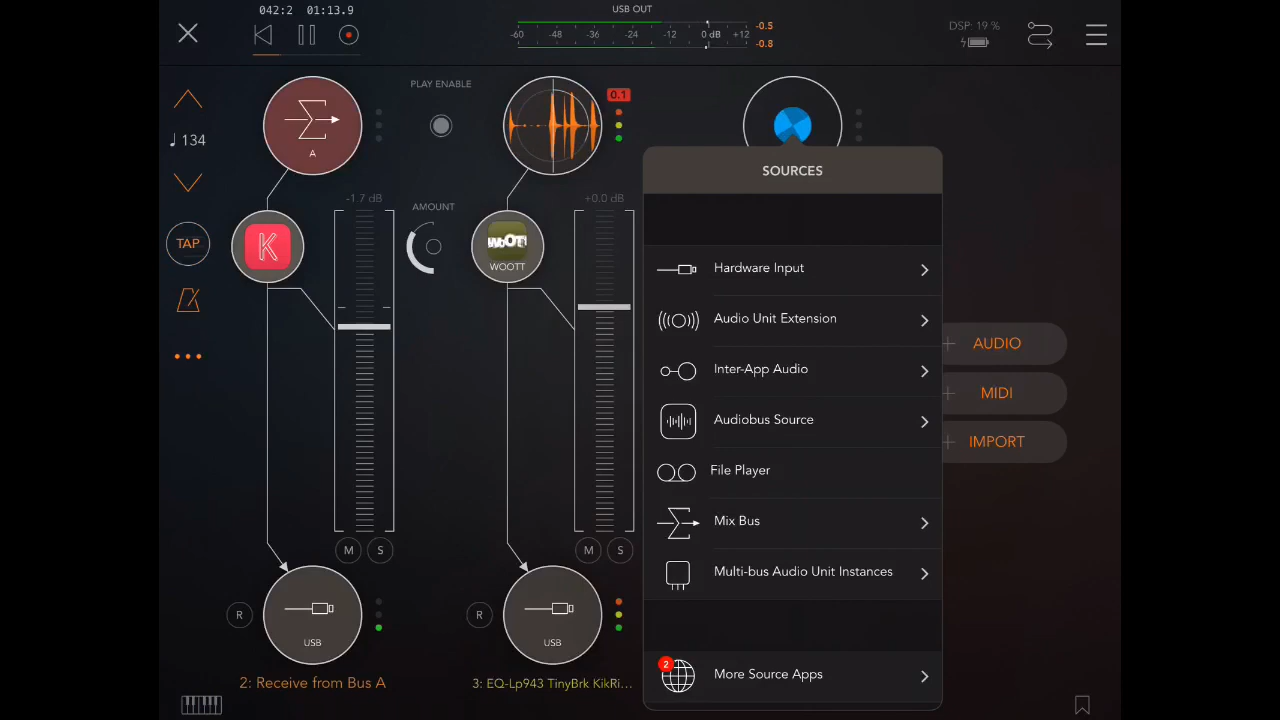 042:2 01:13.9
USB OUT
-60 -48 -36 -24 -12 0 dB +12
-0.5
-0.8
DSP: 19 %
134
TAP
A
K
-1.7 dB
M S
R
USB
2: Receive from Bus A
PLAY ENABLE
AMOUNT
0.1
WOOTT
WOOTT
+0.0 dB
M S
R
USB
3: EQ-Lp943 TinyBrk KikRi...
SOURCES
Hardware Input
Audio Unit Extension
Inter-App Audio
Audiobus Source
File Player
Mix Bus
Multi-bus Audio Unit Instances
2
More Source Apps
AUDIO
MIDI
IMPORT